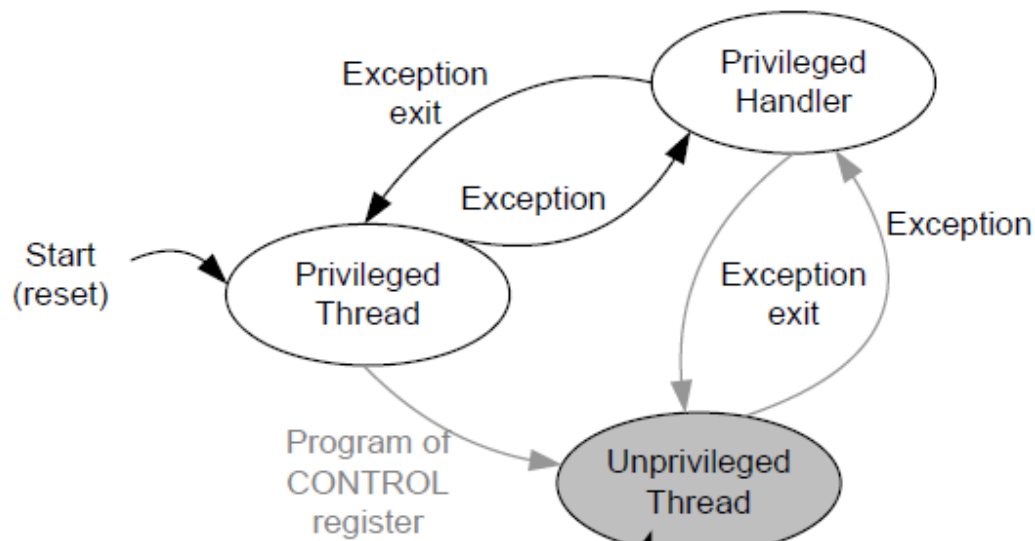 Exception
exit
Privileged
Handler
Exception
Exception
Start
(reset)
Privileged
Thread
Exception
exit
Program of
CONTROL
register
Unprivileged
Thread